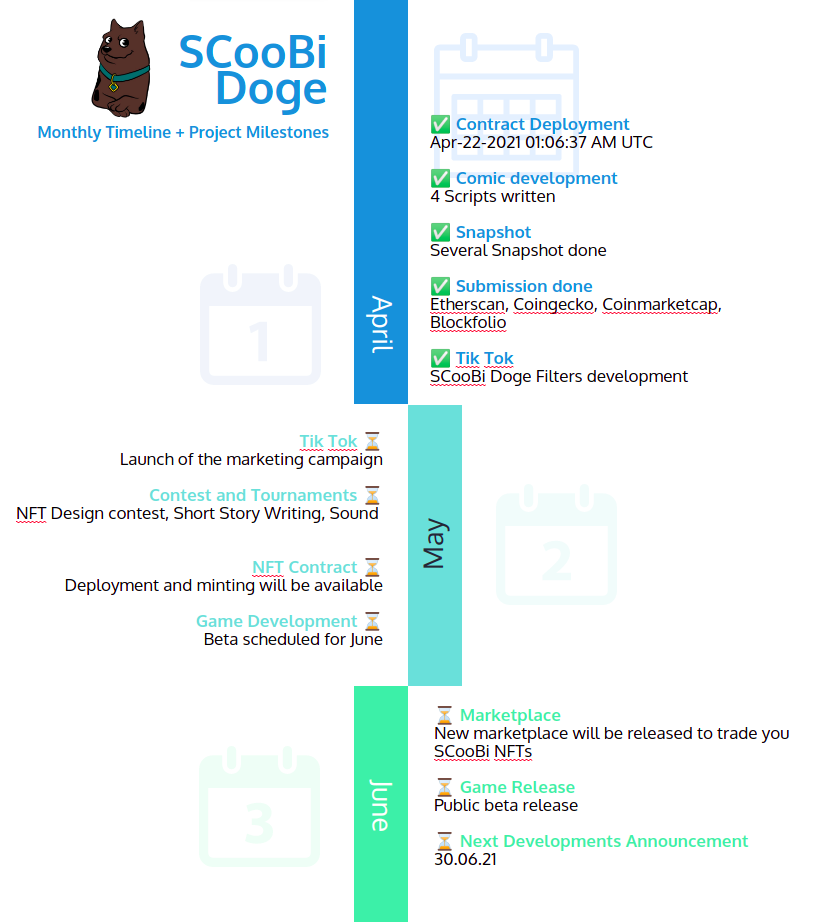 SCooBi
Doge
Monthly Timeline + Project Milestones
✅ Contract Deployment
Apr-22-2021 01:06:37 AM UTC
✅ Comic development
4 Scripts written
✅ Snapshot
Several Snapshot done
✅ Submission done
Etherscan, Coingecko, Coinmarketcap,
Blockfolio
✅ Tik Tok
SCooBi Doge Filters development
April
1
Tik Tok ⏳
Launch of the marketing campaign
Contest and Tournaments ⏳
NFT Design contest, Short Story Writing, Sound
NFT Contract ⏳
Deployment and minting will be available
Game Development ⏳
Beta scheduled for June
May
2
⏳ Marketplace
New marketplace will be released to trade you
SCooBi NFTs
⏳ Game Release
Public beta release
⏳ Next Developments Announcement
30.06.21
June
3